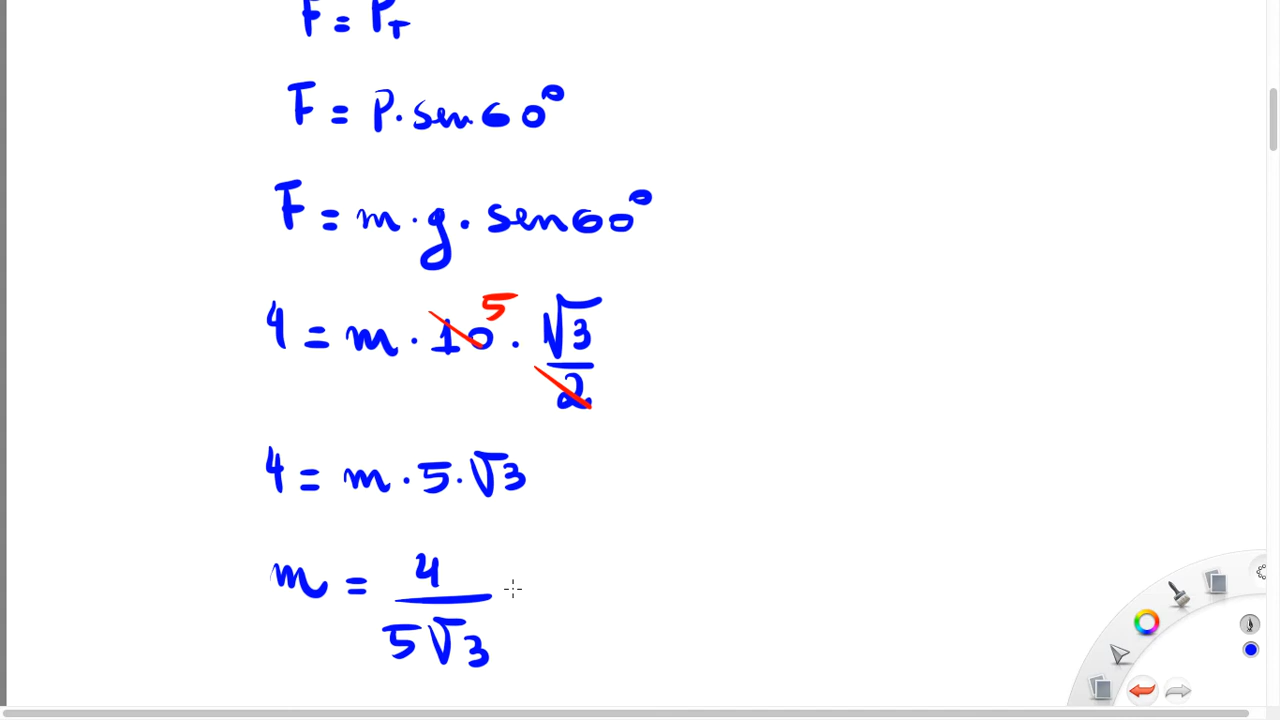 F = P_T
F = P · sen 60°
F = m · g · sen 60°
4 = m · 10 5 · √3/2
4 = m · 5 · √3
m = 4/5√3